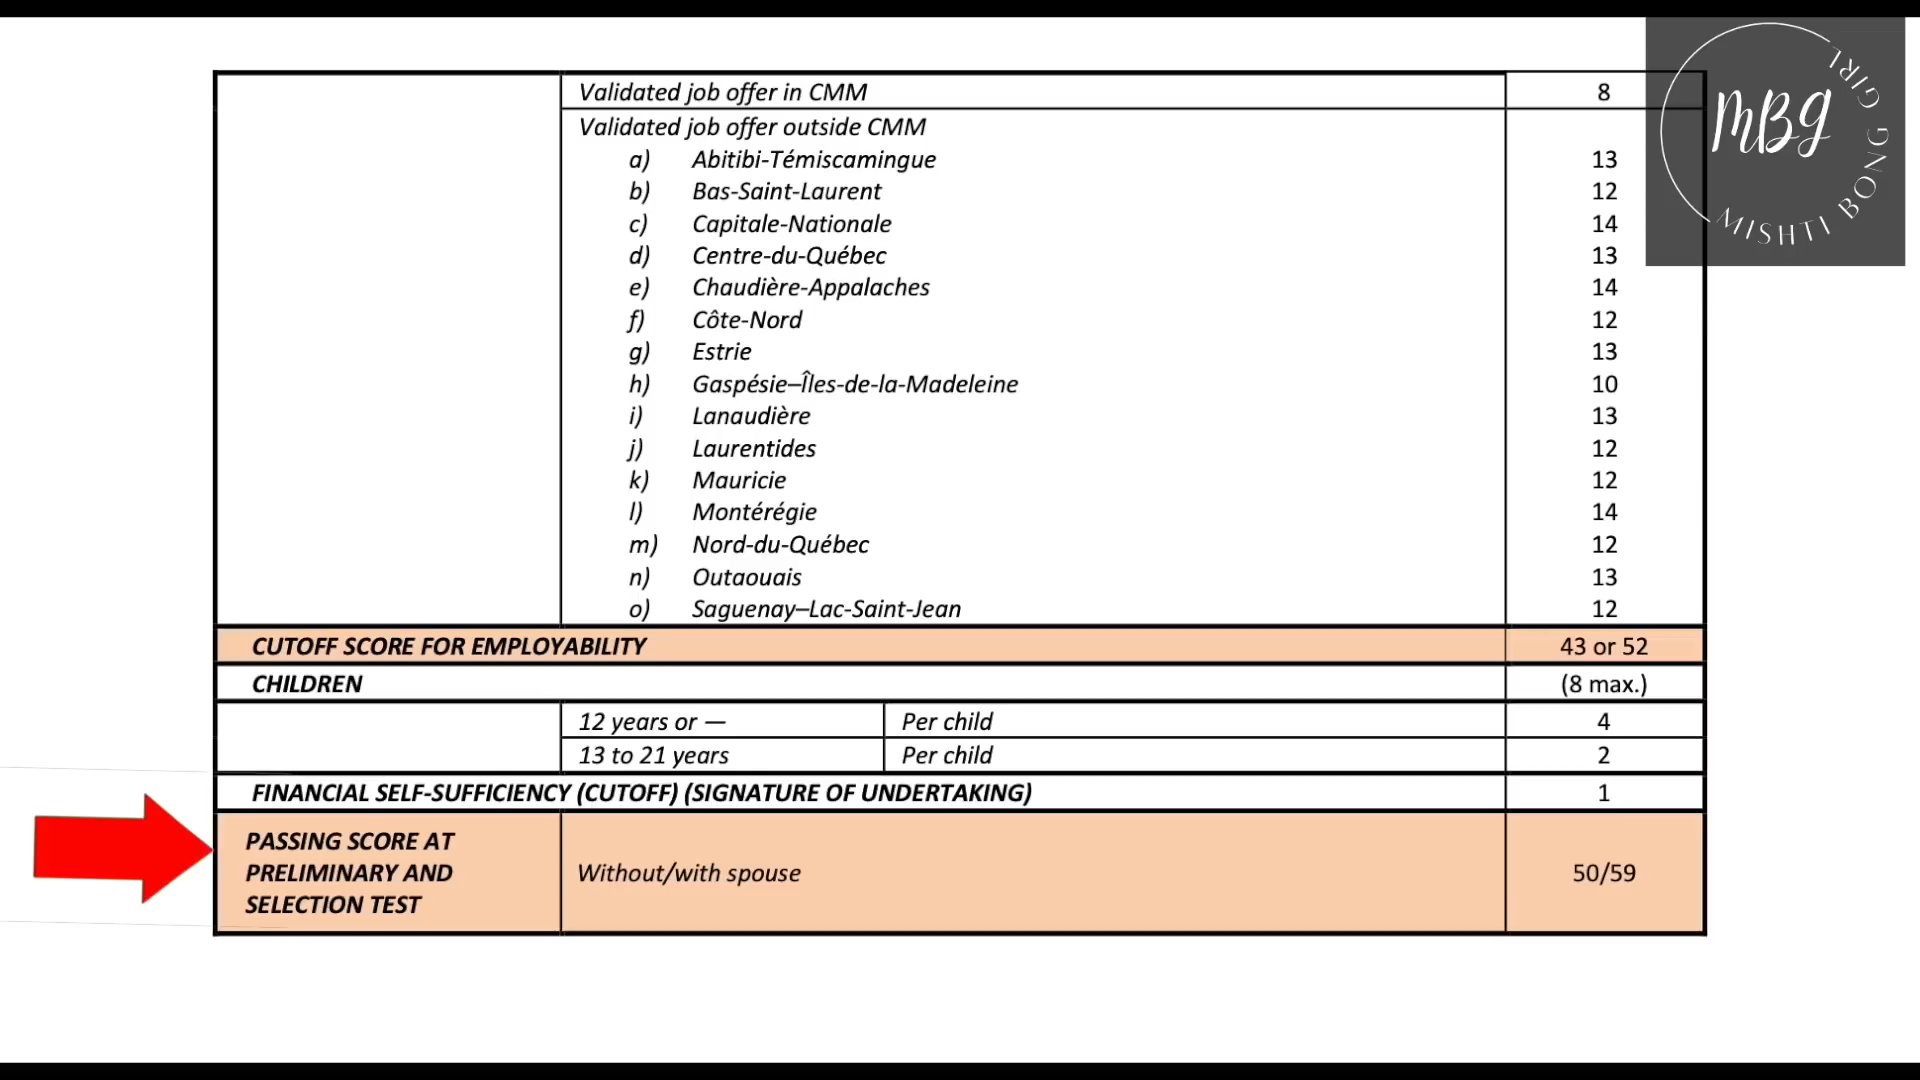 Validated job offer in CMM 8
Validated job offer outside CMM
a) Abitibi-Témiscamingue 13
b) Bas-Saint-Laurent 12
c) Capitale-Nationale 14
d) Centre-du-Québec 13
e) Chaudière-Appalaches 14
f) Côte-Nord 12
g) Estrie 13
h) Gaspésie–Îles-de-la-Madeleine 10
i) Lanaudière 13
j) Laurentides 12
k) Mauricie 12
l) Montérégie 14
m) Nord-du-Québec 12
n) Outaouais 13
o) Saguenay–Lac-Saint-Jean 12
CUTOFF SCORE FOR EMPLOYABILITY 43 or 52
CHILDREN (8 max.)
12 years or — Per child 4
13 to 21 years Per child 2
FINANCIAL SELF-SUFFICIENCY (CUTOFF) (SIGNATURE OF UNDERTAKING) 1
PASSING SCORE AT
PRELIMINARY AND
SELECTION TEST
Without/with spouse 50/59
MBg
MISHTI BONG GIRL